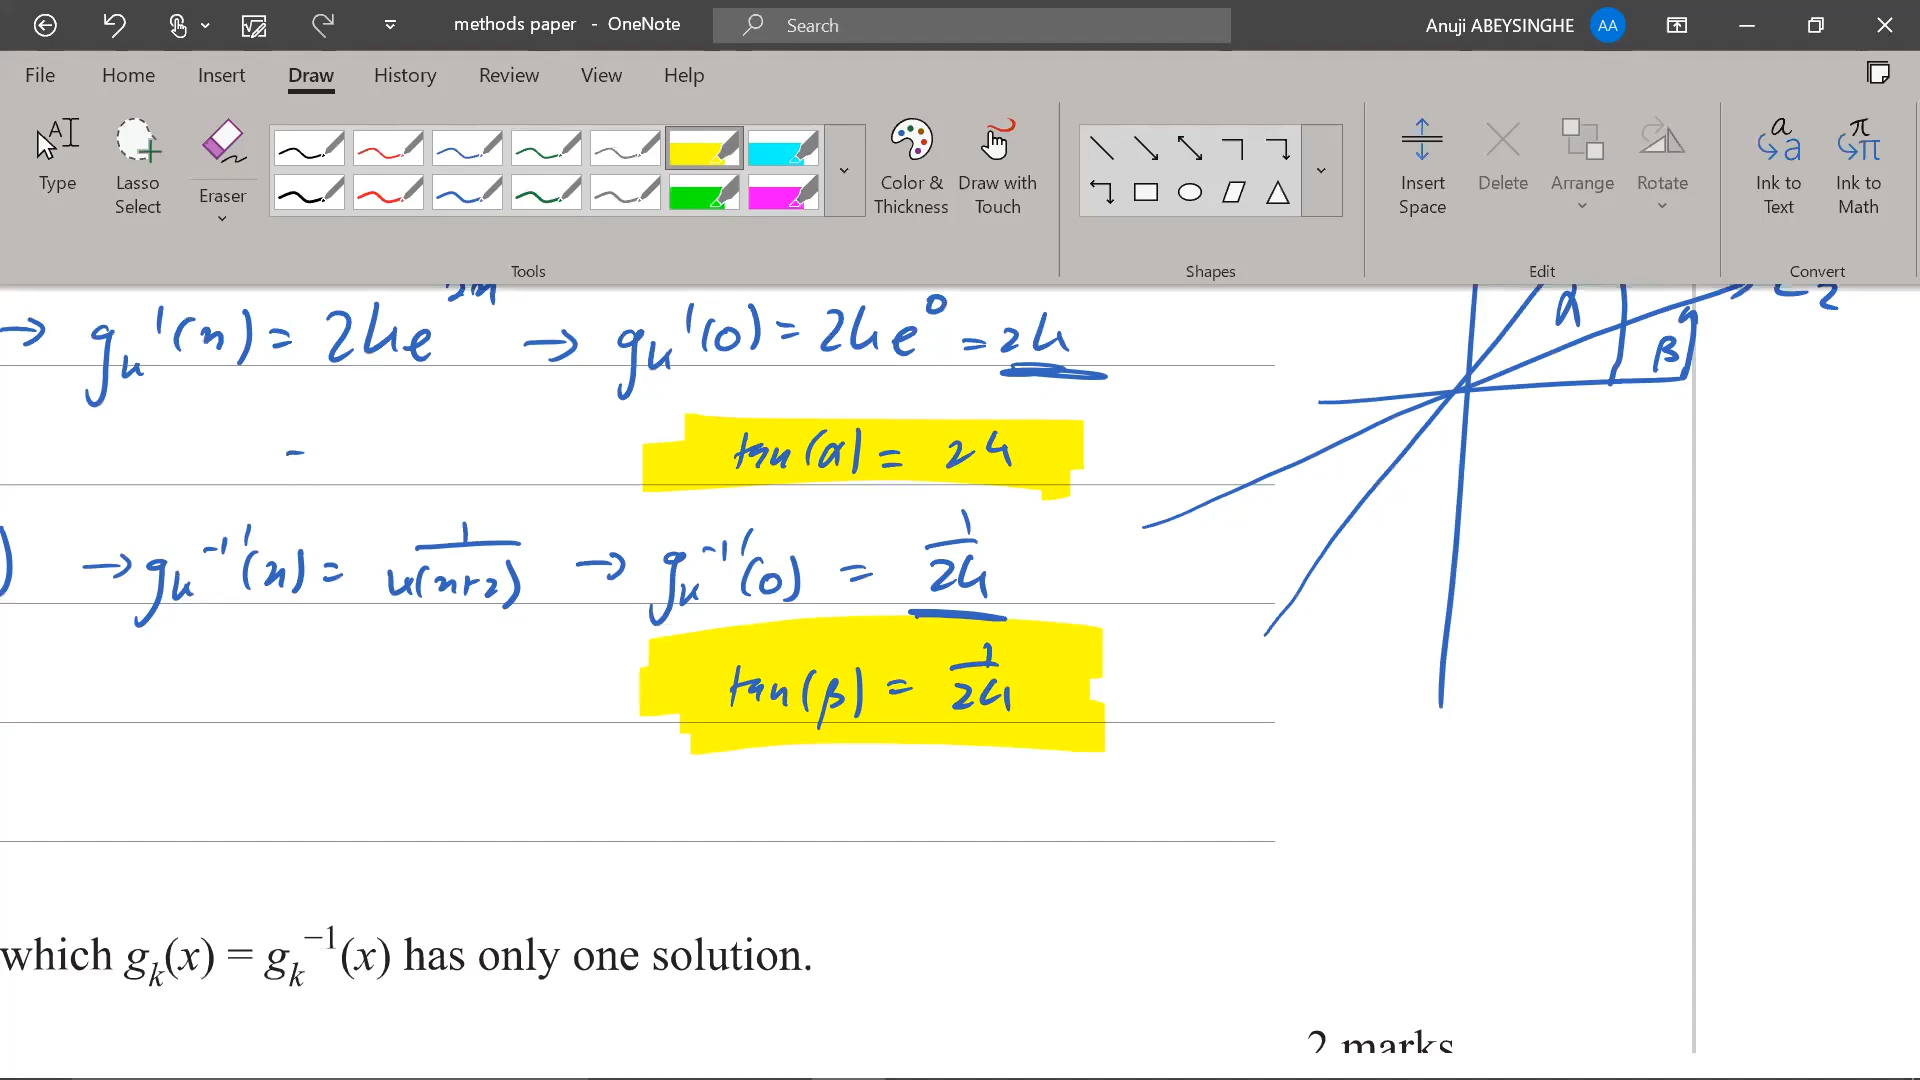 methods paper - OneNote
Search
Anuji ABEYSINGHE AA
File Home Insert Draw History Review View Help
Type
Lasso Select
Eraser
Color & Thickness
Draw with Touch
Insert Space
Delete
Arrange
Rotate
Ink to Text
Ink to Math
Tools Shapes Edit Convert
→ gₖ'(x) = 2ke²ˣ → gₖ'(0) = 2ke⁰ = 2k
α
β
2
tan(α) = 2k
-
) → gₖ⁻¹'(x) = 1/k(x+2) → gₖ⁻¹'(0) = 1/2k
tan(β) = 1/2k
which gₖ(x) = gₖ⁻¹(x) has only one solution.
2 marks